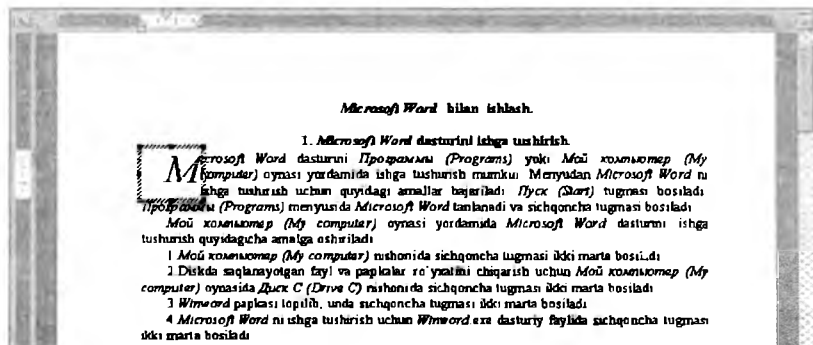 Microsoft Word bilan ishlash.
1. Microsoft Word dasturini ishga tushirish.
Microsoft Word dasturini Программы (Programs) yoki Мой компьютер (My
computer) oynasi yordamida ishga tushurish mumkin. Menyudan Microsoft Word ni
ishga tushurish uchun quyidagi amallar bajariladi. Пуск (Start) tugmasi bosiladi
Программы (Programs) menyusida Microsoft Word tanlanadi va sichqoncha tugmasi bosiladi
Мой компьютер (My computer) oynasi yordamida Microsoft Word dasturini ishga
tushurish quyidagicha amalga oshiriladi
1 Мой компьютер (My computer) nishonida sichqoncha tugmasi ikki marta bosiladi
2 Diskda saqlanayotgan fayl va papkalar ro'yxatini chiqarish uchun Мой компьютер (My
computer) oynasida Диск C (Drive C) nishonida sichqoncha tugmasi ikki marta bosiladi
3 Winword papkasi topilib, unda sichqoncha tugmasi ikki marta bosiladi
4 Microsoft Word ni ishga tushirish uchun Winword.exe dasturiy faylida sichqoncha tugmasi
ikki marta bosiladi